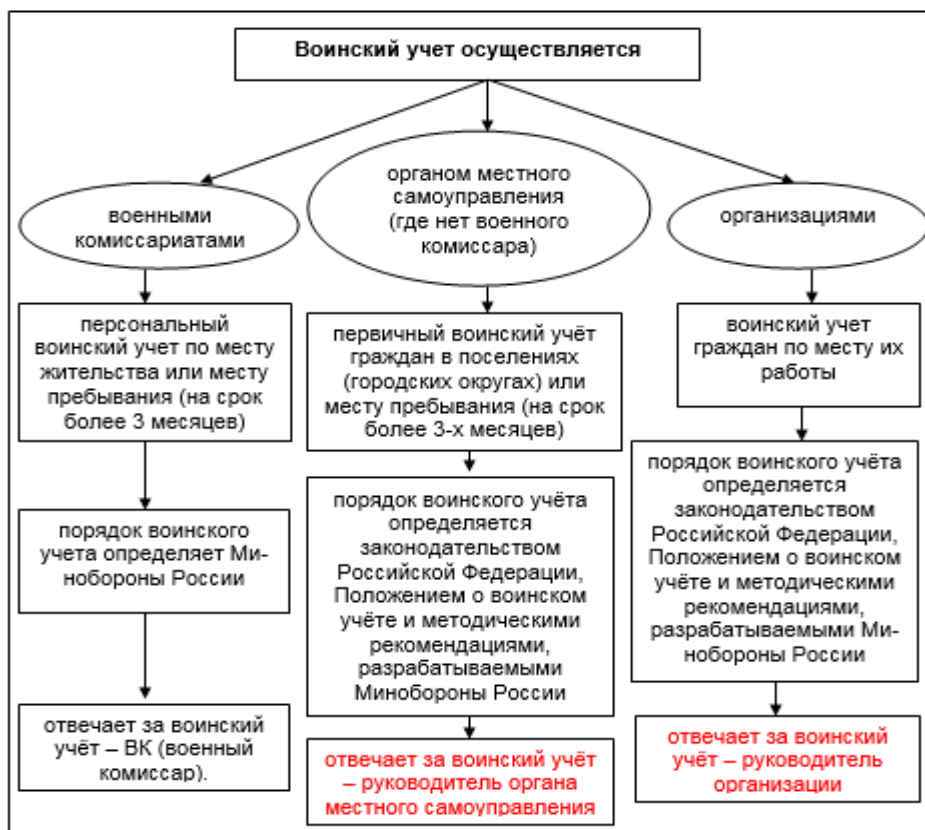 Воинский учет осуществляется
военными
комиссариатами
персональный
воинский учет по месту
жительства или месту
пребывания (на срок
более 3 месяцев)
порядок воинского
учета определяет Ми-
нобороны России
отвечает за воинский
учёт – ВК (военный
комиссар).
органом местного
самоуправления
(где нет военного
комиссара)
первичный воинский учёт
граждан в поселениях
(городских округах) или
месту пребывания (на срок
более 3-х месяцев)
порядок воинского учёта
определяется
законодательством
Российской Федерации,
Положением о воинском
учёте и методическими
рекомендациями,
разрабатываемыми
Минобороны России
отвечает за воинский учёт
– руководитель органа
местного самоуправления
организациями
воинский учет
граждан по месту их
работы
порядок воинского учёта
определяется
законодательством
Российской Федерации,
Положением о воинском
учёте и методическими
рекомендациями,
разрабатываемыми Ми-
нобороны России
отвечает за воинский
учёт – руководитель
организации